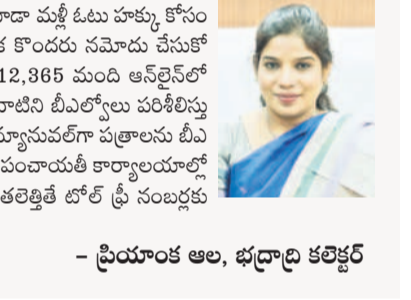 వాడా మళ్లీ ఓటు హక్కు కోసం
క కొందరు నమోదు చేసుకో
12,365 మంది ఆన్‌లైన్‌లో
వాటిని బీఎల్వోలు పరిశీలిస్తు
మ్యానువల్‌గా పత్రాలను బీఎ
పంచాయతీ కార్యాలయాల్లో
తలెత్తితే టోల్ ఫ్రీ నంబర్లకు
– ప్రియాంక ఆల, భద్రాద్రి కలెక్టర్